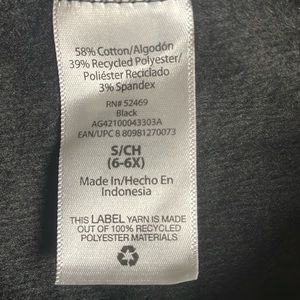 58% Cotton/Algodón
39% Recycled Polyester/
Poliéster Reciclado
3% Spandex
RN# 52469
Black
AG42100043303A
EAN/UPC 8 80981270073
S/CH
(6-6X)
Made In/Hecho En
Indonesia
THIS LABEL YARN IS MADE
OUT OF 100% RECYCLED
POLYESTER MATERIALS